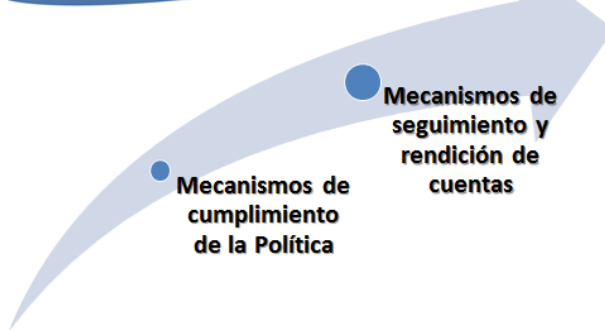 Mecanismos de
seguimiento y
rendición de
cuentas
Mecanismos de
cumplimiento
de la Política